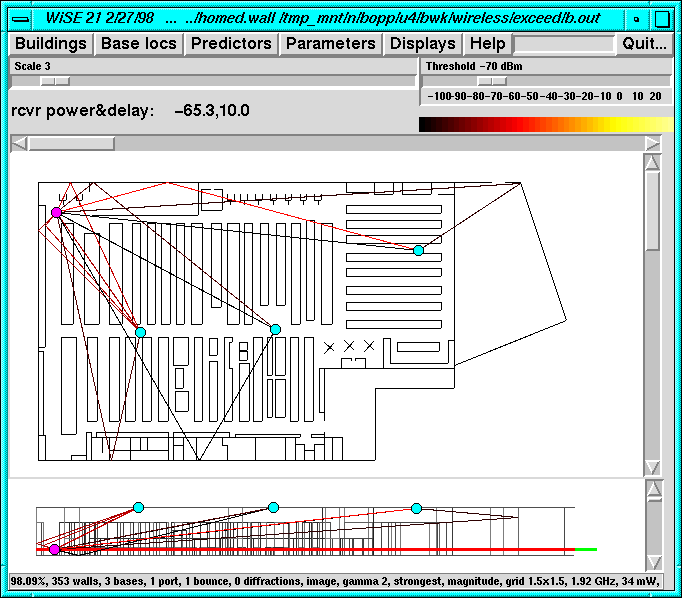 WiSE 21 2/27/98 ... .../homed.wall /tmp_mnt/n/bopp/u4/bwk/wireless/exceed/b.out
Buildings Base locs Predictors Parameters Displays Help Quit...
Scale 3
Threshold -70 dBm
-100-90-80-70-60-50-40-30-20-10 0 10 20
rcvr power&delay: -65.3,10.0
98.09%, 353 walls, 3 bases, 1 port, 1 bounce, 0 diffractions, image, gamma 2, strongest, magnitude, grid 1.5x1.5, 1.92 GHz, 34 mW,